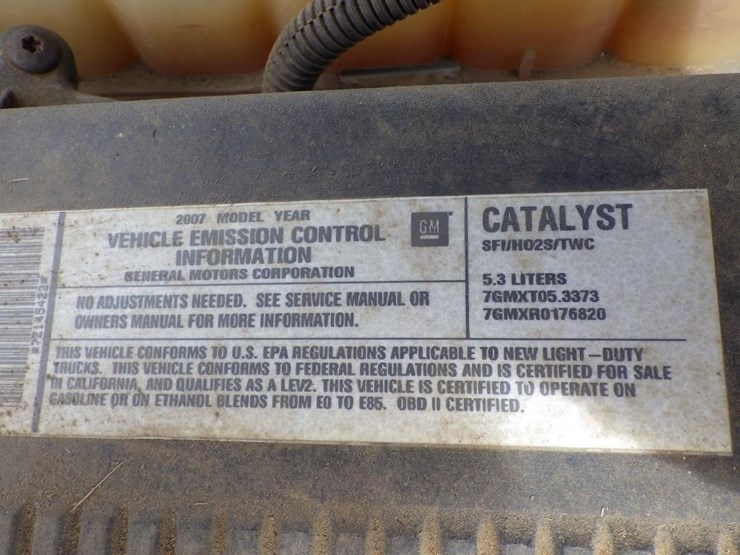 2007 MODEL YEAR
VEHICLE EMISSION CONTROL
INFORMATION
GENERAL MOTORS CORPORATION
GM
CATALYST
SFI/HO2S/TWC
5.3 LITERS
7GMXT05.3373
7GMXR0176820
NO ADJUSTMENTS NEEDED. SEE SERVICE MANUAL OR
OWNERS MANUAL FOR MORE INFORMATION.
THIS VEHICLE CONFORMS TO U.S. EPA REGULATIONS APPLICABLE TO NEW LIGHT-DUTY
TRUCKS. THIS VEHICLE CONFORMS TO FEDERAL REGULATIONS AND IS CERTIFIED FOR SALE
IN CALIFORNIA, AND QUALIFIES AS A LEV2. THIS VEHICLE IS CERTIFIED TO OPERATE ON
GASOLINE OR ON ETHANOL BLENDS FROM E0 TO E85. OBD II CERTIFIED.